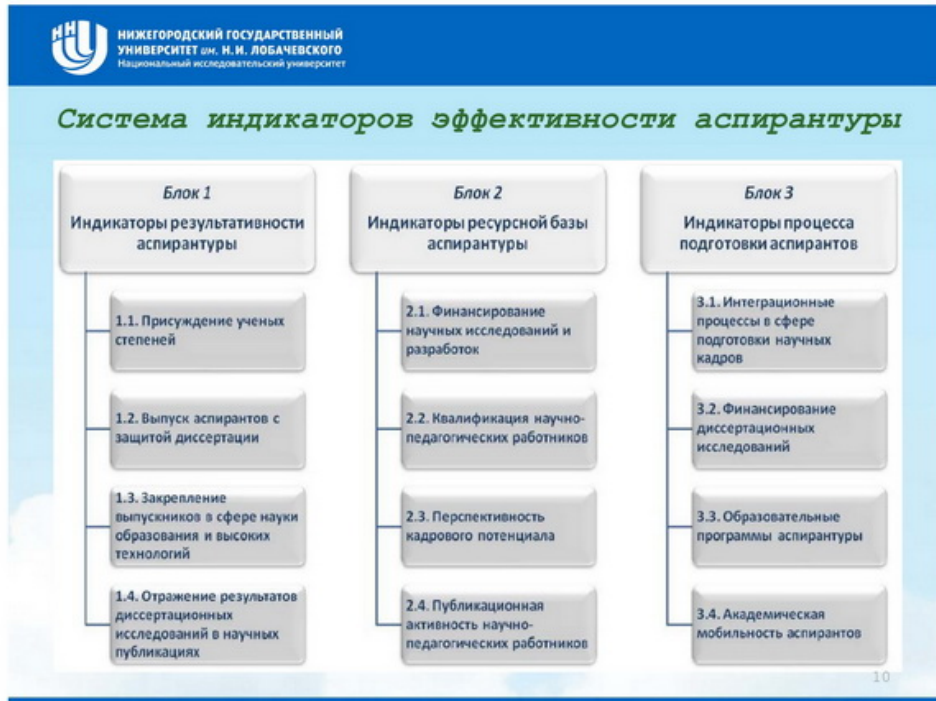 ННГУ
НИЖЕГОРОДСКИЙ ГОСУДАРСТВЕННЫЙ
УНИВЕРСИТЕТ им. Н.И. ЛОБАЧЕВСКОГО
Национальный исследовательский университет
Система индикаторов эффективности аспирантуры
Блок 1
Индикаторы результативности
аспирантуры
1.1. Присуждение ученых
степеней
1.2. Выпуск аспирантов с
защитой диссертации
1.3. Закрепление
выпускников в сфере науки
образования и высоких
технологий
1.4. Отражение результатов
диссертационных
исследований в научных
публикациях
Блок 2
Индикаторы ресурсной базы
аспирантуры
2.1. Финансирование
научных исследований и
разработок
2.2. Квалификация научно-
педагогических работников
2.3. Перспективность
кадрового потенциала
2.4. Публикационная
активность научно-
педагогических работников
Блок 3
Индикаторы процесса
подготовки аспирантов
3.1. Интеграционные
процессы в сфере
подготовки научных
кадров
3.2. Финансирование
диссертационных
исследований
3.3. Образовательные
программы аспирантуры
3.4. Академическая
мобильность аспирантов
10